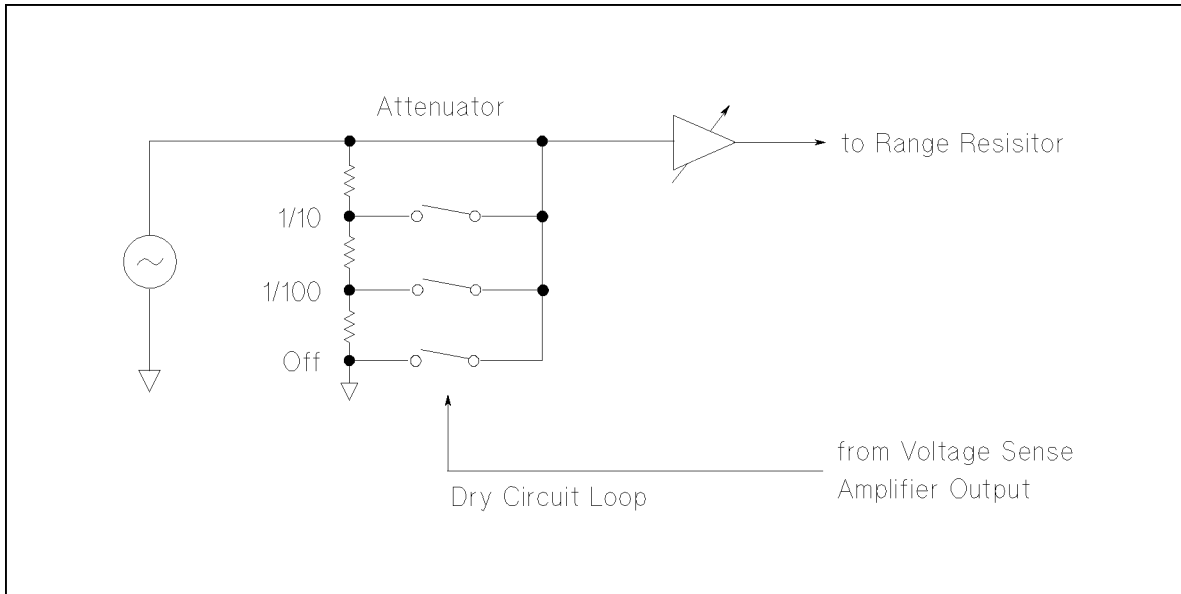 Attenuator
to Range Resisitor
1/10
1/100
Off
from Voltage Sense
Amplifier Output
Dry Circuit Loop